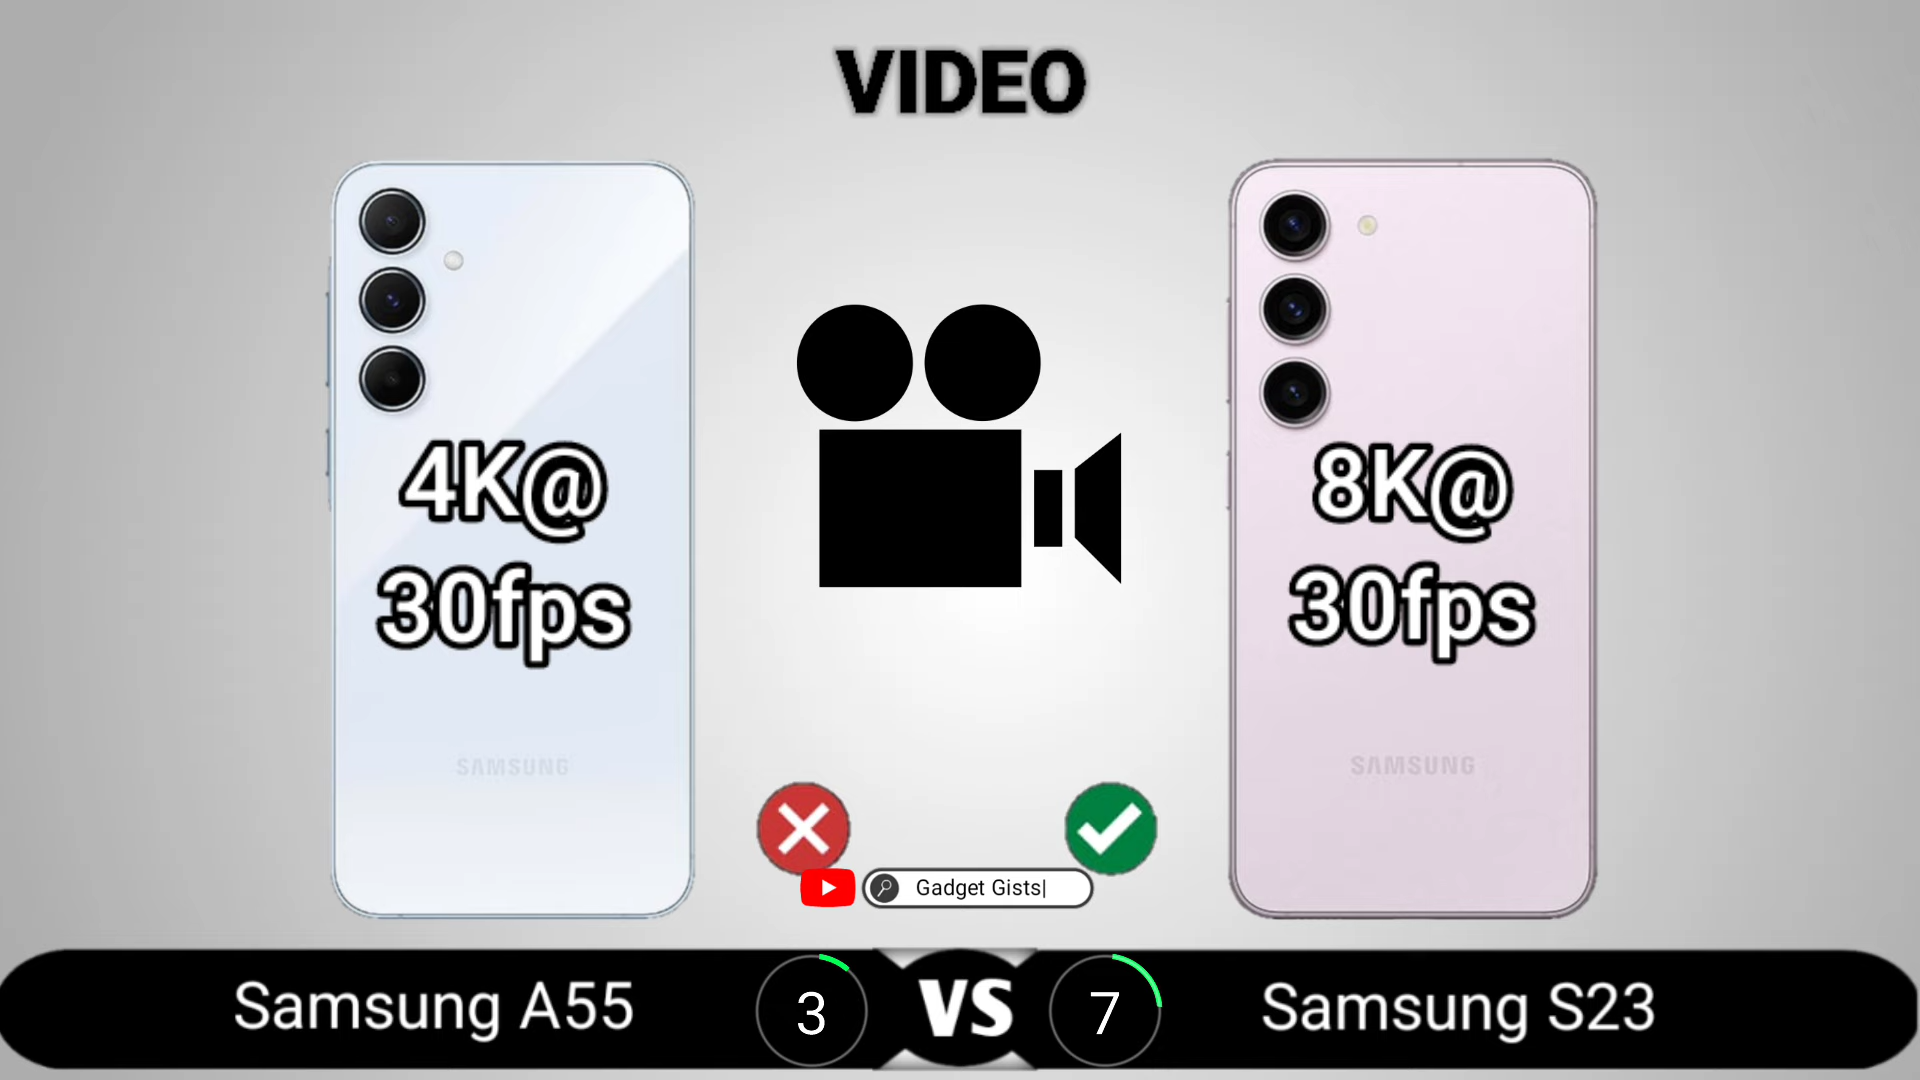 VIDEO
4K@
30fps
8K@
30fps
SAMSUNG
SAMSUNG
Gadget Gists|
Samsung A55
3
VS
7
Samsung S23